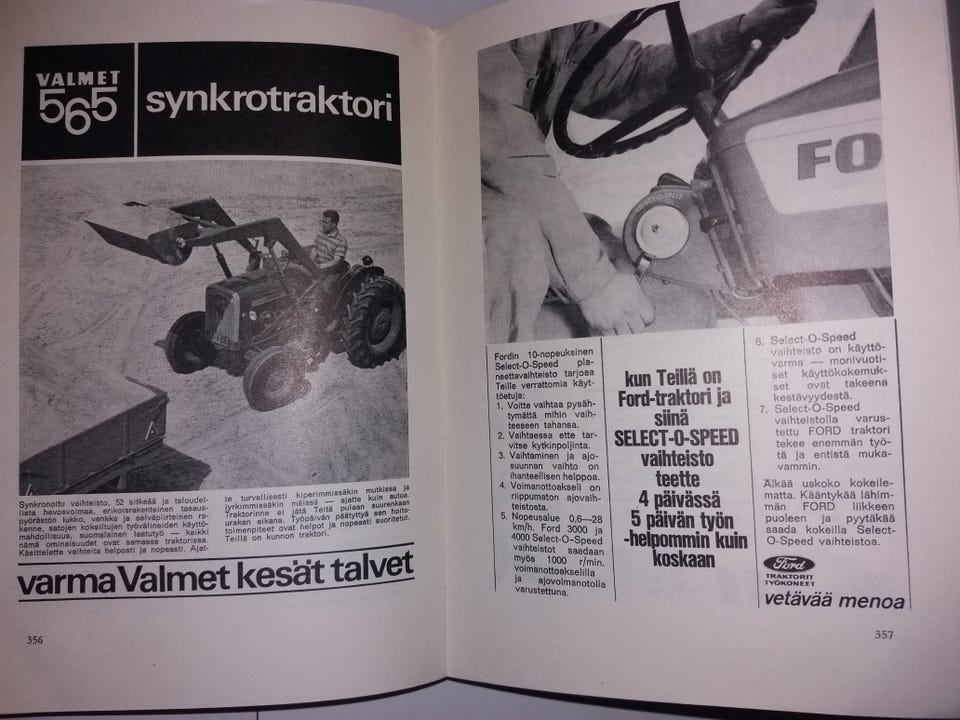 VALMET
565
synkrotraktori
Synkronoitu vaihteisto, 52 sitkeää ja taloudel-
lista hevosvoimaa, erikoisrakenteinen tasaus-
pyörästön lukko, vankka ja selväpiirteinen ra-
kenne, satojen kokeiltujen työvälineiden käyttö-
mahdollisuus, suomalainen laatutyö — kaikki
nämä ominaisuudet ovat samassa traktorissa.
Käsittelette vaihteita helposti ja nopeasti. Ajat-
te turvallisesti kiperimmissäkin mutkissa ja
jyrkimmissäkin mäissä — ajatte kuin autoa.
Traktorinne ei jätä Teitä pulaan suurenkaan
urakan aikana. Työpäivän päätyttyä sen hoito-
toimenpiteet ovat helpot ja nopeasti suoritetut.
Teillä on kunnon traktori.
varma Valmet kesät talvet
356
SELECT-O-SPEED
FO
Fordin 10-nopeuksinen
Select-O-Speed pla-
neettavaihteisto tarjoaa
Teille verrattomia käyt-
töetuja:
1. Voitte vaihtaa pysäh-
tymättä mihin vaih-
teeseen tahansa.
2. Vaihtaessa ette tar-
vitse kytkinpoljinta.
3. Vaihtaminen ja ajo-
suunnan vaihto on
ihanteellisen helppoa.
4. Voimanottoakseli on
riippumaton ajovaih-
teistosta.
5. Nopeusalue 0,6—28
km/h. Ford 3000 ja
4000 Select-O-Speed
vaihteistot saadaan
myös 1000 r/min.
voimanottoakselilla
ja ajovoimanotolla
varustettuna.
kun Teillä on
Ford-traktori ja
siinä
SELECT-O-SPEED
vaihteisto
teette
4 päivässä
5 päivän työn
-helpommin kuin
koskaan
6. Select-O-Speed
vaihteisto on käyttö-
varma — monivuoti-
set käyttökokemuk-
set ovat takeena
kestävyydestä.
7. Select-O-Speed
vaihteistolla varus-
tettu FORD traktori
tekee enemmän työ-
tä ja entistä muka-
vammin.
Älkää uskoko kokeile-
matta. Kääntykää lähim-
män FORD liikkeen
puoleen ja pyytäkää
saada kokeilla Select-
O-Speed vaihteistoa.
Ford
TRAKTORIT
TYÖKONEET
vetävää menoa
357